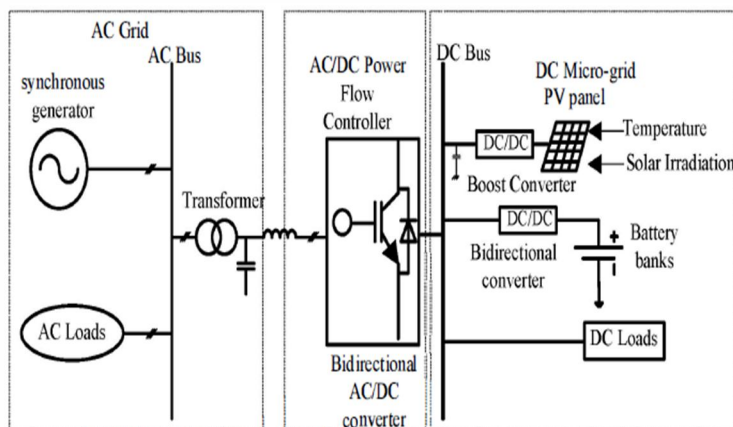 AC Grid
AC Bus
synchronous
generator
Transformer
AC Loads
AC/DC Power
Flow
Controller
Bidirectional
AC/DC
converter
DC Bus
DC Micro-grid
PV panel
DC/DC
Temperature
Solar Irradiation
Boost Converter
DC/DC
Bidirectional
converter
+
Battery
banks
DC Loads